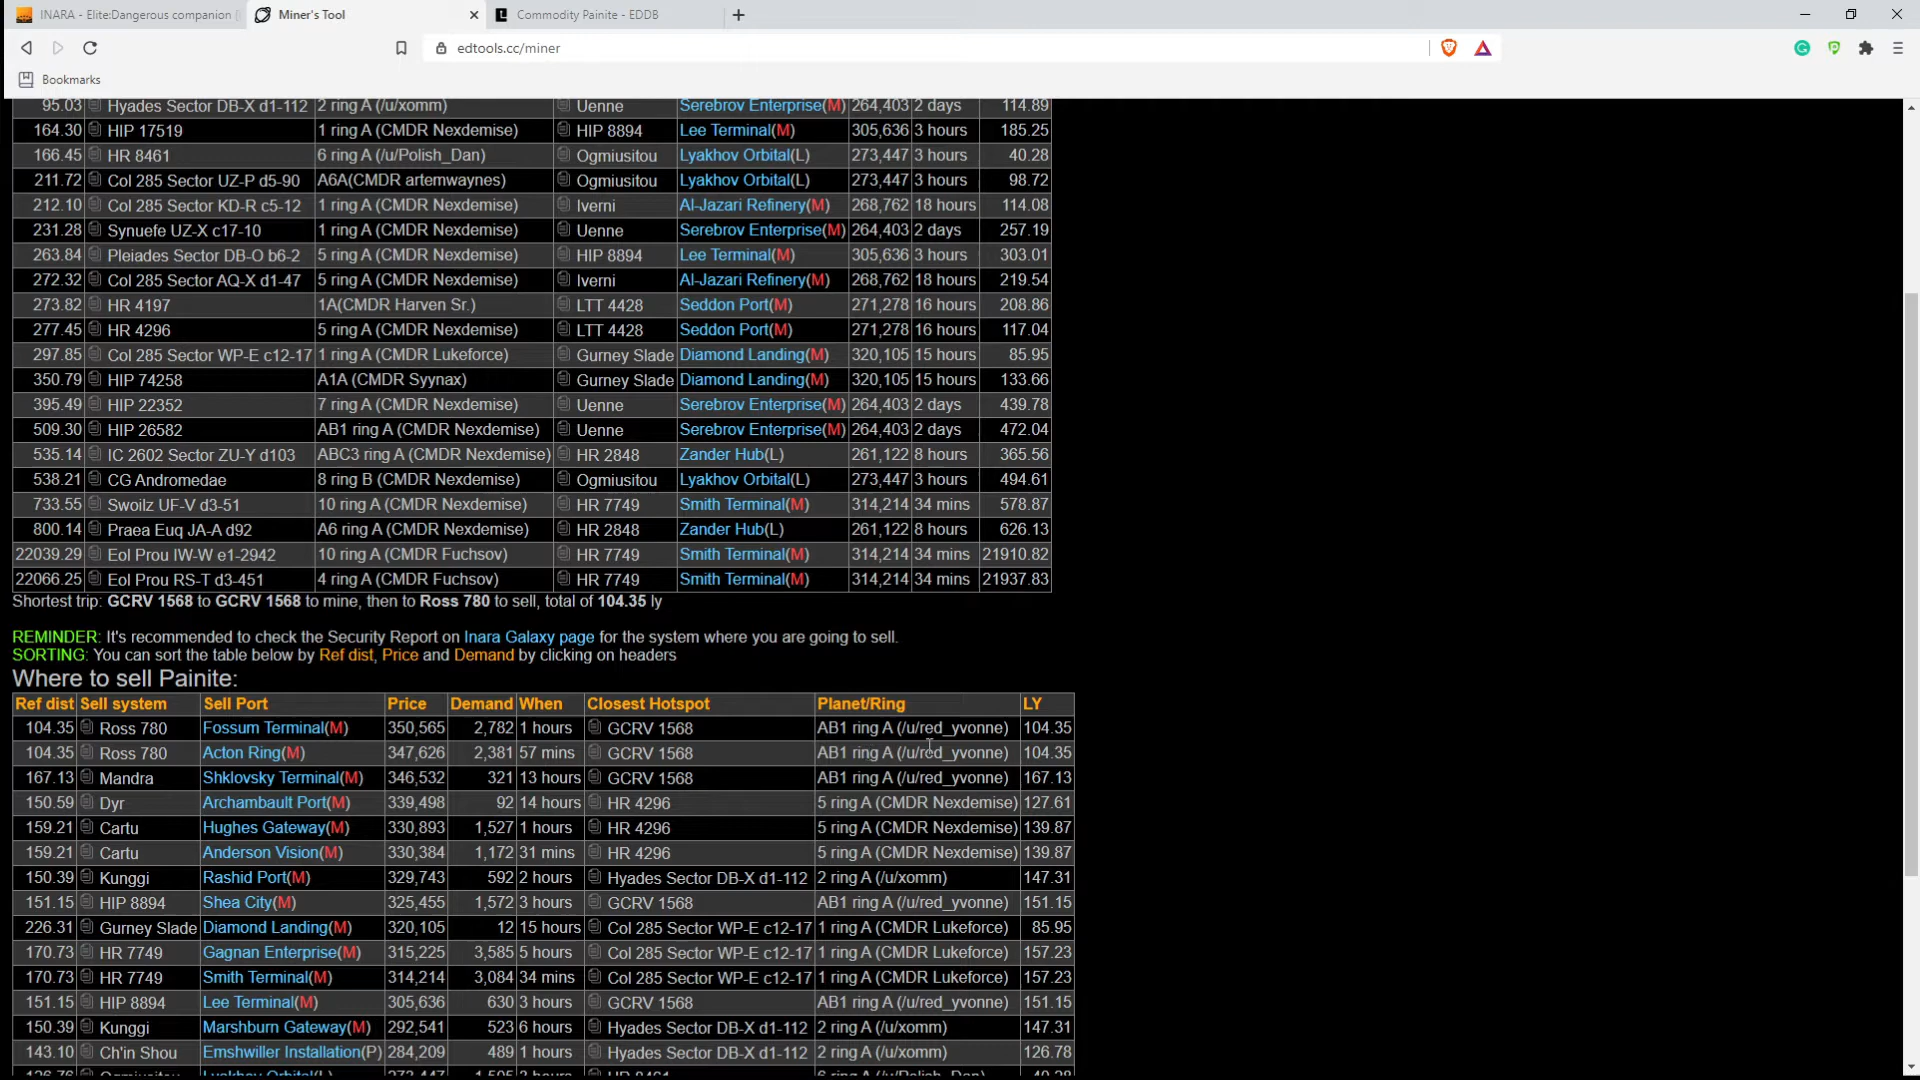 INARA - Elite:Dangerous companion
Miner's Tool
Commodity Painite - EDDB
edtools.cc/miner
Bookmarks
95.03 Hyades Sector DB-X d1-112 2 ring A (/u/xomm) Uenne Serebrov Enterprise(M) 264,403 2 days 114.89
164.30 HIP 17519 1 ring A (CMDR Nexdemise) HIP 8894 Lee Terminal(M) 305,636 3 hours 185.25
166.45 HR 8461 6 ring A (/u/Polish_Dan) Ogmiusitou Lyakhov Orbital(L) 273,447 3 hours 40.28
211.72 Col 285 Sector UZ-P d5-90 A6A(CMDR artemwaynes) Ogmiusitou Lyakhov Orbital(L) 273,447 3 hours 98.72
212.10 Col 285 Sector KD-R c5-12 1 ring A (CMDR Nexdemise) Iverni Al-Jazari Refinery(M) 268,762 18 hours 114.08
231.28 Synuefe UZ-X c17-10 1 ring A (CMDR Nexdemise) Uenne Serebrov Enterprise(M) 264,403 2 days 257.19
263.84 Pleiades Sector DB-O b6-2 5 ring A (CMDR Nexdemise) HIP 8894 Lee Terminal(M) 305,636 3 hours 303.01
272.32 Col 285 Sector AQ-X d1-47 5 ring A (CMDR Nexdemise) Iverni Al-Jazari Refinery(M) 268,762 18 hours 219.54
273.82 HR 4197 1A(CMDR Harven Sr.) LTT 4428 Seddon Port(M) 271,278 16 hours 208.86
277.45 HR 4296 5 ring A (CMDR Nexdemise) LTT 4428 Seddon Port(M) 271,278 16 hours 117.04
297.85 Col 285 Sector WP-E c12-17 1 ring A (CMDR Lukeforce) Gurney Slade Diamond Landing(M) 320,105 15 hours 85.95
350.79 HIP 74258 A1A (CMDR Syynax) Gurney Slade Diamond Landing(M) 320,105 15 hours 133.66
395.49 HIP 22352 7 ring A (CMDR Nexdemise) Uenne Serebrov Enterprise(M) 264,403 2 days 439.78
509.30 HIP 26582 AB1 ring A (CMDR Nexdemise) Uenne Serebrov Enterprise(M) 264,403 2 days 472.04
535.14 IC 2602 Sector ZU-Y d103 ABC3 ring A (CMDR Nexdemise) HR 2848 Zander Hub(L) 261,122 8 hours 365.56
538.21 CG Andromedae 8 ring B (CMDR Nexdemise) Ogmiusitou Lyakhov Orbital(L) 273,447 3 hours 494.61
733.55 Swoilz UF-V d3-51 10 ring A (CMDR Nexdemise) HR 7749 Smith Terminal(M) 314,214 34 mins 578.87
800.14 Praea Euq JA-A d92 A6 ring A (CMDR Nexdemise) HR 2848 Zander Hub(L) 261,122 8 hours 626.13
22039.29 Eol Prou IW-W e1-2942 10 ring A (CMDR Fuchsov) HR 7749 Smith Terminal(M) 314,214 34 mins 21910.82
22066.25 Eol Prou RS-T d3-451 4 ring A (CMDR Fuchsov) HR 7749 Smith Terminal(M) 314,214 34 mins 21937.83
Shortest trip: GCRV 1568 to GCRV 1568 to mine, then to Ross 780 to sell, total of 104.35 ly
REMINDER: It's recommended to check the Security Report on Inara Galaxy page for the system where you are going to sell.
SORTING: You can sort the table below by Ref dist, Price and Demand by clicking on headers
Where to sell Painite:
Ref dist Sell system Sell Port Price Demand When Closest Hotspot Planet/Ring LY
104.35 Ross 780 Fossum Terminal(M) 350,565 2,782 1 hours GCRV 1568 AB1 ring A (/u/red_yvonne) 104.35
104.35 Ross 780 Acton Ring(M) 347,626 2,381 57 mins GCRV 1568 AB1 ring A (/u/red_yvonne) 104.35
167.13 Mandra Shklovsky Terminal(M) 346,532 321 13 hours GCRV 1568 AB1 ring A (/u/red_yvonne) 167.13
150.59 Dyr Archambault Port(M) 339,498 92 14 hours HR 4296 5 ring A (CMDR Nexdemise) 127.61
159.21 Cartu Hughes Gateway(M) 330,893 1,527 1 hours HR 4296 5 ring A (CMDR Nexdemise) 139.87
159.21 Cartu Anderson Vision(M) 330,384 1,172 31 mins HR 4296 5 ring A (CMDR Nexdemise) 139.87
150.39 Kunggi Rashid Port(M) 329,743 592 2 hours Hyades Sector DB-X d1-112 2 ring A (/u/xomm) 147.31
151.15 HIP 8894 Shea City(M) 325,455 1,572 3 hours GCRV 1568 AB1 ring A (/u/red_yvonne) 151.15
226.31 Gurney Slade Diamond Landing(M) 320,105 12 15 hours Col 285 Sector WP-E c12-17 1 ring A (CMDR Lukeforce) 85.95
170.73 HR 7749 Gagnan Enterprise(M) 315,225 3,585 5 hours Col 285 Sector WP-E c12-17 1 ring A (CMDR Lukeforce) 157.23
170.73 HR 7749 Smith Terminal(M) 314,214 3,084 34 mins Col 285 Sector WP-E c12-17 1 ring A (CMDR Lukeforce) 157.23
151.15 HIP 8894 Lee Terminal(M) 305,636 630 3 hours GCRV 1568 AB1 ring A (/u/red_yvonne) 151.15
150.39 Kunggi Marshburn Gateway(M) 292,541 523 6 hours Hyades Sector DB-X d1-112 2 ring A (/u/xomm) 147.31
143.10 Ch'in Shou Emshwiller Installation(P) 284,209 489 1 hours Hyades Sector DB-X d1-112 2 ring A (/u/xomm) 126.78